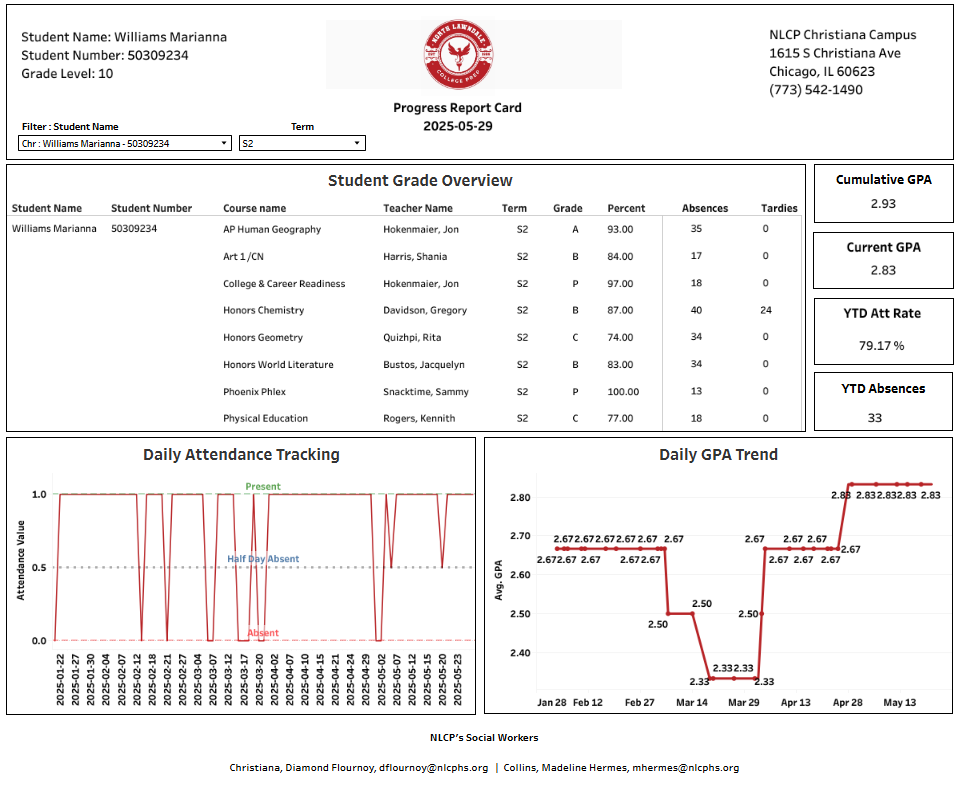 Student Name: Williams Marianna
Student Number: 50309234
Grade Level: 10
NORTH LAWNDALE
COLLEGE PREP
Progress Report Card
2025-05-29
NLCP Christiana Campus
1615 S Christiana Ave
Chicago, IL 60623
(773) 542-1490
Filter : Student Name Term
Chr : Williams Marianna - 50309234 S2
Student Grade Overview
Student Name Student Number Course name Teacher Name Term Grade Percent Absences Tardies
Williams Marianna 50309234 AP Human Geography Hokenmaier, Jon S2 A 93.00 35 0
Art 1/CN Harris, Shania S2 B 84.00 17 0
College & Career Readiness Hokenmaier, Jon S2 P 97.00 18 0
Honors Chemistry Davidson, Gregory S2 B 87.00 40 24
Honors Geometry Quizhpi, Rita S2 C 74.00 34 0
Honors World Literature Bustos, Jacquelyn S2 B 83.00 34 0
Phoenix Phlex Snacktime, Sammy S2 P 100.00 13 0
Physical Education Rogers, Kennith S2 C 77.00 18 0
Cumulative GPA
2.93
Current GPA
2.83
YTD Att Rate
79.17 %
YTD Absences
33
Daily Attendance Tracking
Attendance Value
1.0
0.5
0.0
Present
Half Day Absent
Absent
2025-01-22
2025-01-27
2025-01-30
2025-02-04
2025-02-07
2025-02-12
2025-02-18
2025-02-21
2025-02-27
2025-03-04
2025-03-07
2025-03-12
2025-03-17
2025-03-20
2025-04-02
2025-04-07
2025-04-10
2025-04-15
2025-04-21
2025-04-24
2025-04-29
2025-05-02
2025-05-07
2025-05-12
2025-05-15
2025-05-20
2025-05-23
Daily GPA Trend
Avg. GPA
2.80
2.70
2.60
2.50
2.40
2.83 2.83 2.83 2.83 2.83
2.67 2.67 2.67 2.67 2.67 2.67 2.67 2.67
2.67 2.67 2.67 2.67 2.67 2.67 2.67 2.67
2.50
2.50 2.50
2.33 2.33
2.33 2.33
Jan 28 Feb 12 Feb 27 Mar 14 Mar 29 Apr 13 Apr 28 May 13
NLCP's Social Workers
Christiana, Diamond Flournoy, dflournoy@nlcphs.org | Collins, Madeline Hermes, mhermes@nlcphs.org